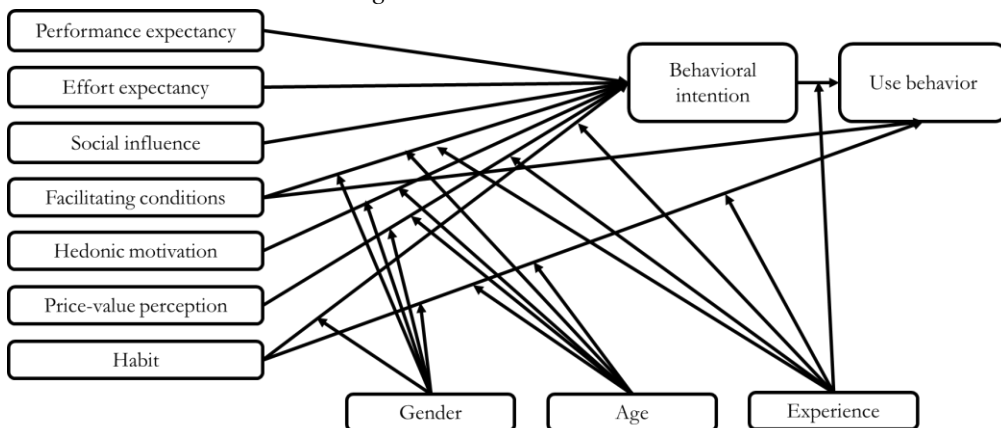 Performance expectancy
Effort expectancy
Social influence
Facilitating conditions
Hedonic motivation
Price-value perception
Habit
Behavioral
intention
Use behavior
Gender
Age
Experience